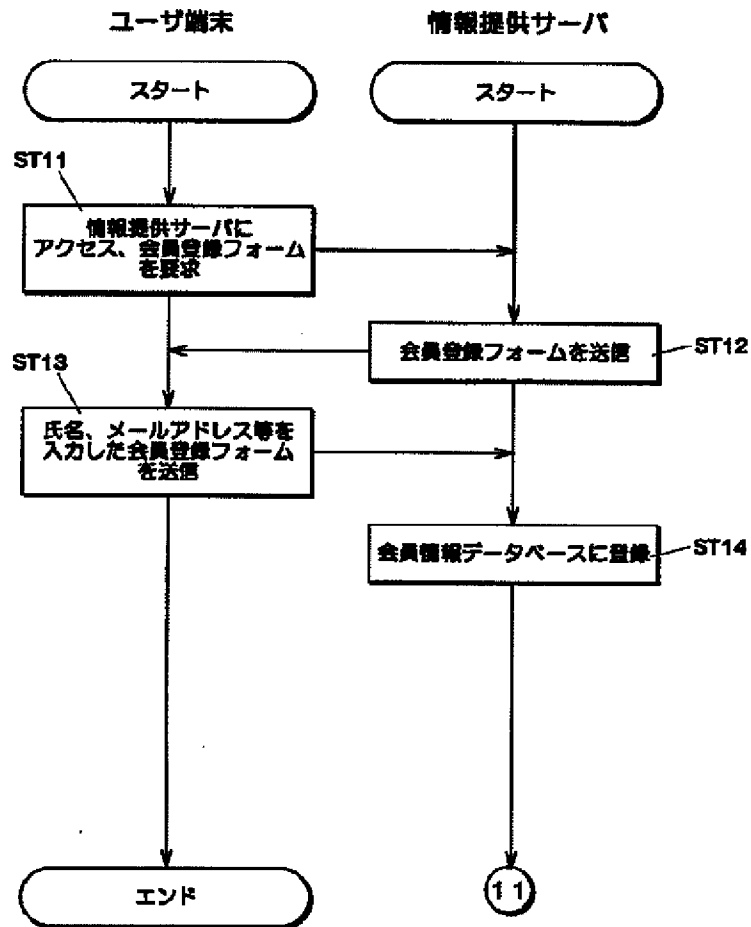 ユーザ端末
情報提供サーバ
スタート
スタート
ST11
情報提供サーバに
アクセス、会員登録フォーム
を要求
会員登録フォームを送信
ST12
ST13
氏名、メールアドレス等を
入力した会員登録フォーム
を送信
会員情報データベースに登録
ST14
エンド
11